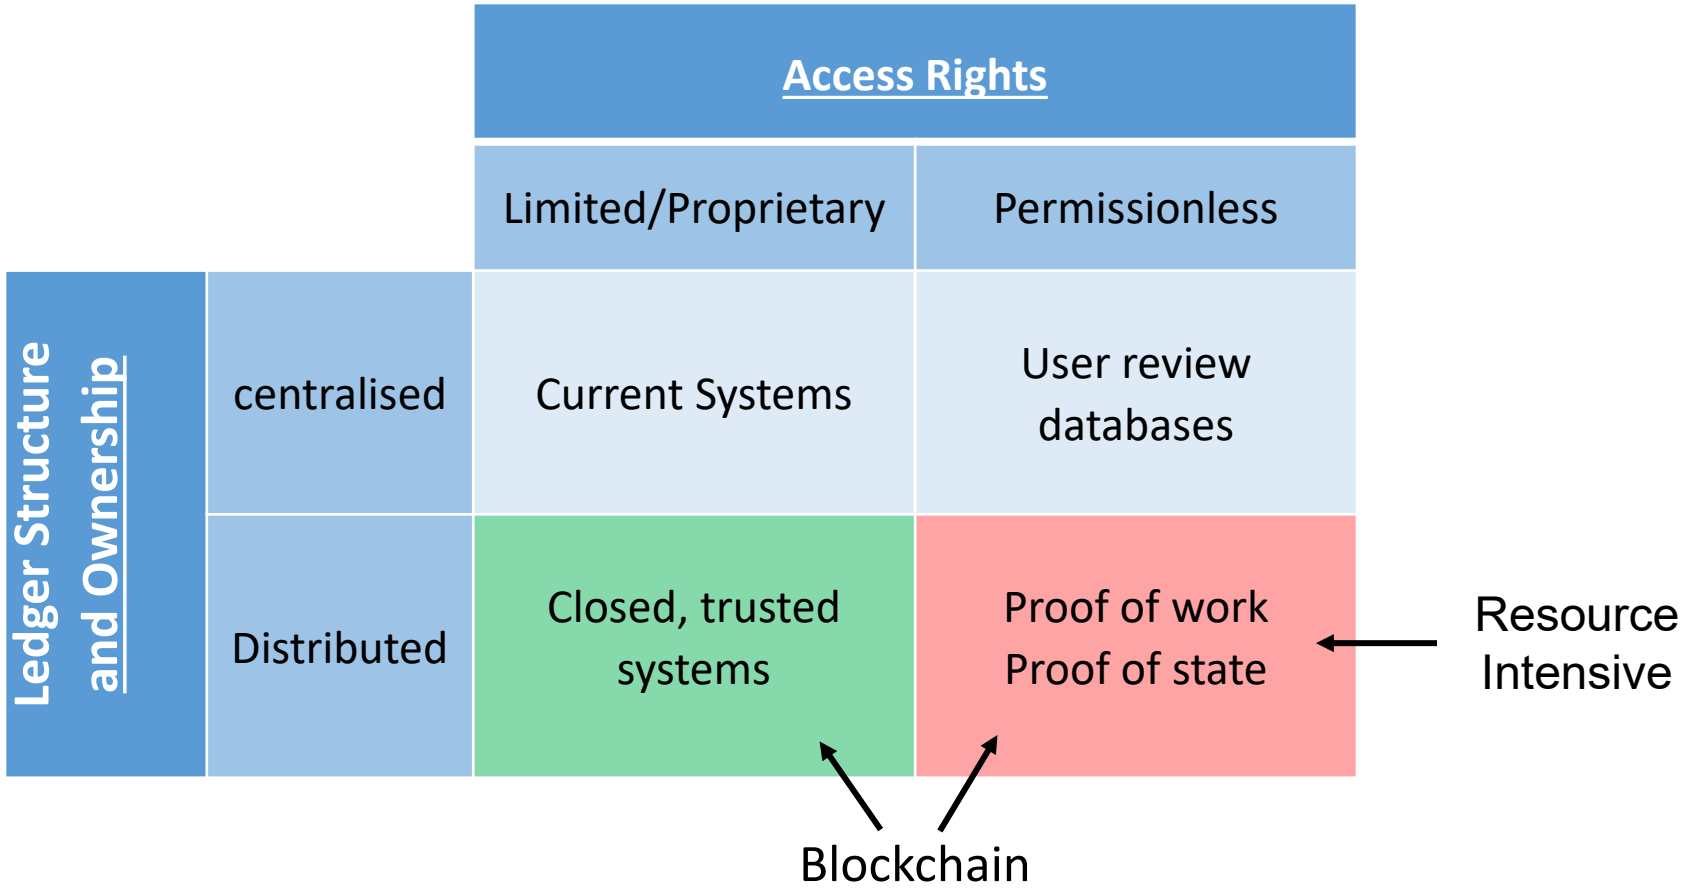 Access Rights
Limited/Proprietary
Permissionless
Ledger Structure
and Ownership
centralised
Current Systems
User review
databases
Distributed
Closed, trusted
systems
Proof of work
Proof of state
Resource
Intensive
Blockchain